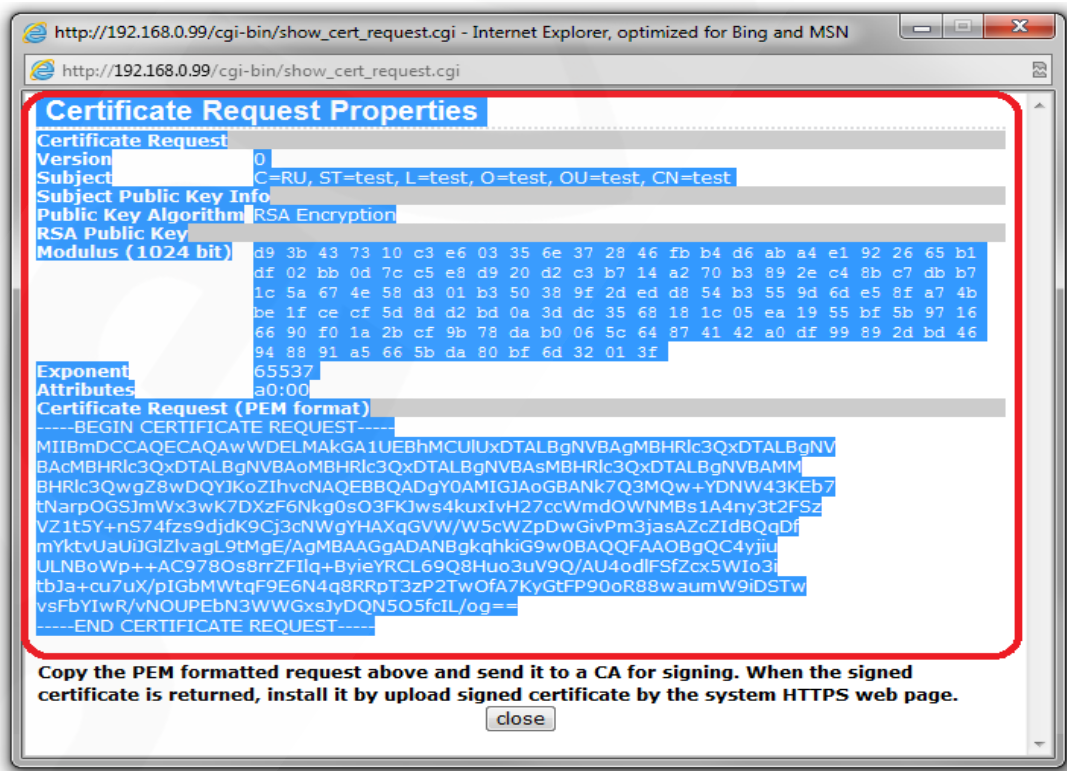 http://192.168.0.99/cgi-bin/show_cert_request.cgi - Internet Explorer, optimized for Bing and MSN
http://192.168.0.99/cgi-bin/show_cert_request.cgi
Certificate Request Properties
Certificate Request
Version 0
Subject C=RU, ST=test, L=test, O=test, OU=test, CN=test
Subject Public Key Info
Public Key Algorithm RSA Encryption
RSA Public Key
Modulus (1024 bit) d9 3b 43 73 10 c3 e6 03 35 6e 37 28 46 fb b4 d6 ab a4 e1 92 26 65 b1
df 02 bb 0d 7c c5 e8 d9 20 d2 c3 b7 14 a2 70 b3 89 2e c4 8b c7 db b7
1c 5a 67 4e 58 d3 01 b3 50 38 9f 2d ed d8 54 b3 55 9d 6d e5 8f a7 4b
be 1f ce cf 5d 8d d2 bd 0a 3d dc 35 68 18 1c 05 ea 19 55 bf 5b 97 16
66 90 f0 1a 2b cf 9b 78 da b0 06 5c 64 87 41 42 a0 df 99 89 2d bd 46
94 88 91 a5 66 5b da 80 bf 6d 32 01 3f
Exponent 65537
Attributes a0:00
Certificate Request (PEM format)
-----BEGIN CERTIFICATE REQUEST-----
MIIBmDCCAQECAQAwWDELMAkGA1UEBhMCUlUxDTALBgNVBAgMBHRlc3QxDTALBgNV
BAcMBHRlc3QxDTALBgNVBAoMBHRlc3QxDTALBgNVBAsMBHRlc3QxDTALBgNVBAMM
BHRlc3QwgZ8wDQYJKoZIhvcNAQEBBQADgY0AMIGJAoGBANk7Q3MQw+YDNW43KEb7
tNarpOGSJmWx3wK7DXzF6Nkg0sO3FKJws4kuxIvH27ccWmdOWNMBs1A4ny3t2FSz
VZ1t5Y+nS74fzs9djdK9Cj3cNWgYHAXqGVW/W5cWZpDwGivPm3jasAZcZIdBQqDf
mYktvUaUiJGlZlvagL9tMgE/AgMBAAGgADANBgkqhkiG9w0BAQQFAAOBgQC4yjiu
ULNBoWp++AC978Os8rrZFIlq+ByieYRCL69Q8Huo3uV9Q/AU4odlFSfZcx5WIo3i
tbJa+cu7uX/pIGbMWtqF9E6N4q8RRpT3zP2TwOfA7KyGtFP90oR88waumW9iDSTw
vsFbYIwR/vNOUPEbN3WWGxsJyDQN5O5fcIL/og==
-----END CERTIFICATE REQUEST-----
Copy the PEM formatted request above and send it to a CA for signing. When the signed
certificate is returned, install it by upload signed certificate by the system HTTPS web page.
close